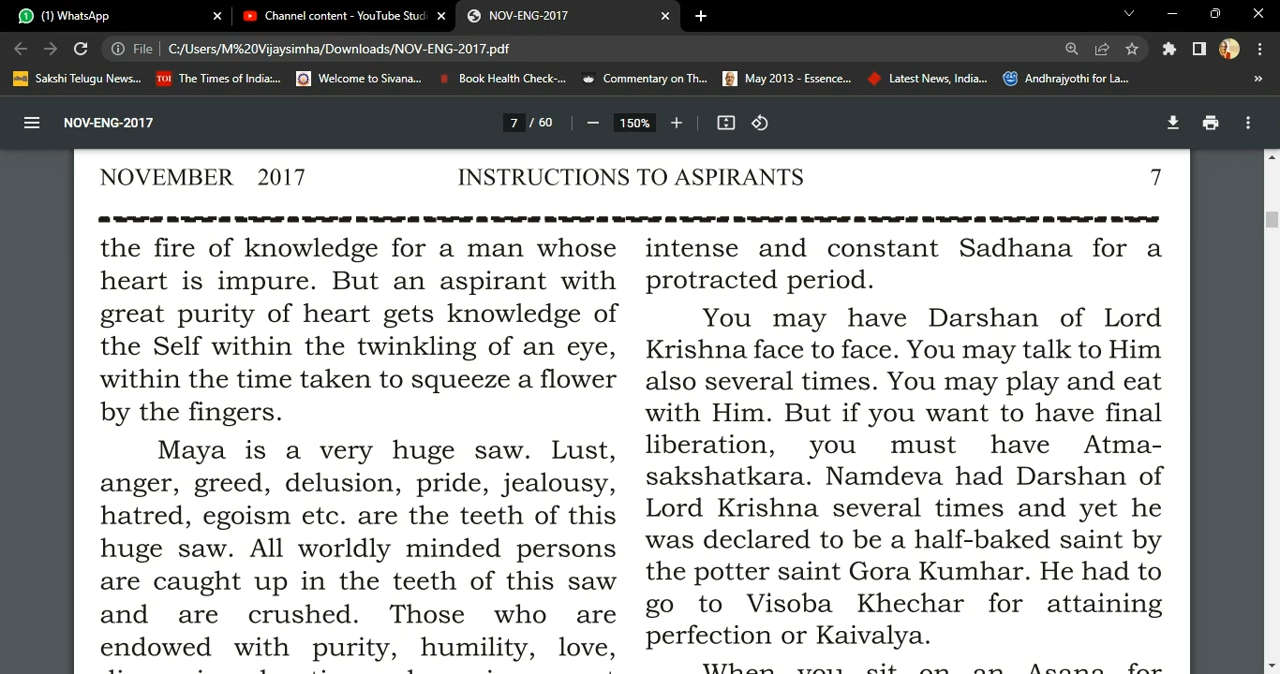 (1) WhatsApp
Channel content - YouTube Studi
NOV-ENG-2017
File
C:/Users/M%20Vijaysimha/Downloads/NOV-ENG-2017.pdf
Sakshi Telugu News...
TOI
The Times of India:...
Welcome to Sivana...
Book Health Check-...
Commentary on Th...
May 2013 - Essence...
Latest News, India...
Andhrajyothi for La...
»
NOV-ENG-2017
7 / 60
150%
NOVEMBER 2017
INSTRUCTIONS TO ASPIRANTS
7
the fire of knowledge for a man whose
heart is impure. But an aspirant with
great purity of heart gets knowledge of
the Self within the twinkling of an eye,
within the time taken to squeeze a flower
by the fingers.
Maya is a very huge saw. Lust,
anger, greed, delusion, pride, jealousy,
hatred, egoism etc. are the teeth of this
huge saw. All worldly minded persons
are caught up in the teeth of this saw
and are crushed. Those who are
endowed with purity, humility, love,
intense and constant Sadhana for a
protracted period.
You may have Darshan of Lord
Krishna face to face. You may talk to Him
also several times. You may play and eat
with Him. But if you want to have final
liberation, you must have Atma-
sakshatkara. Namdeva had Darshan of
Lord Krishna several times and yet he
was declared to be a half-baked saint by
the potter saint Gora Kumhar. He had to
go to Visoba Khechar for attaining
perfection or Kaivalya.
When you sit on an Asana for